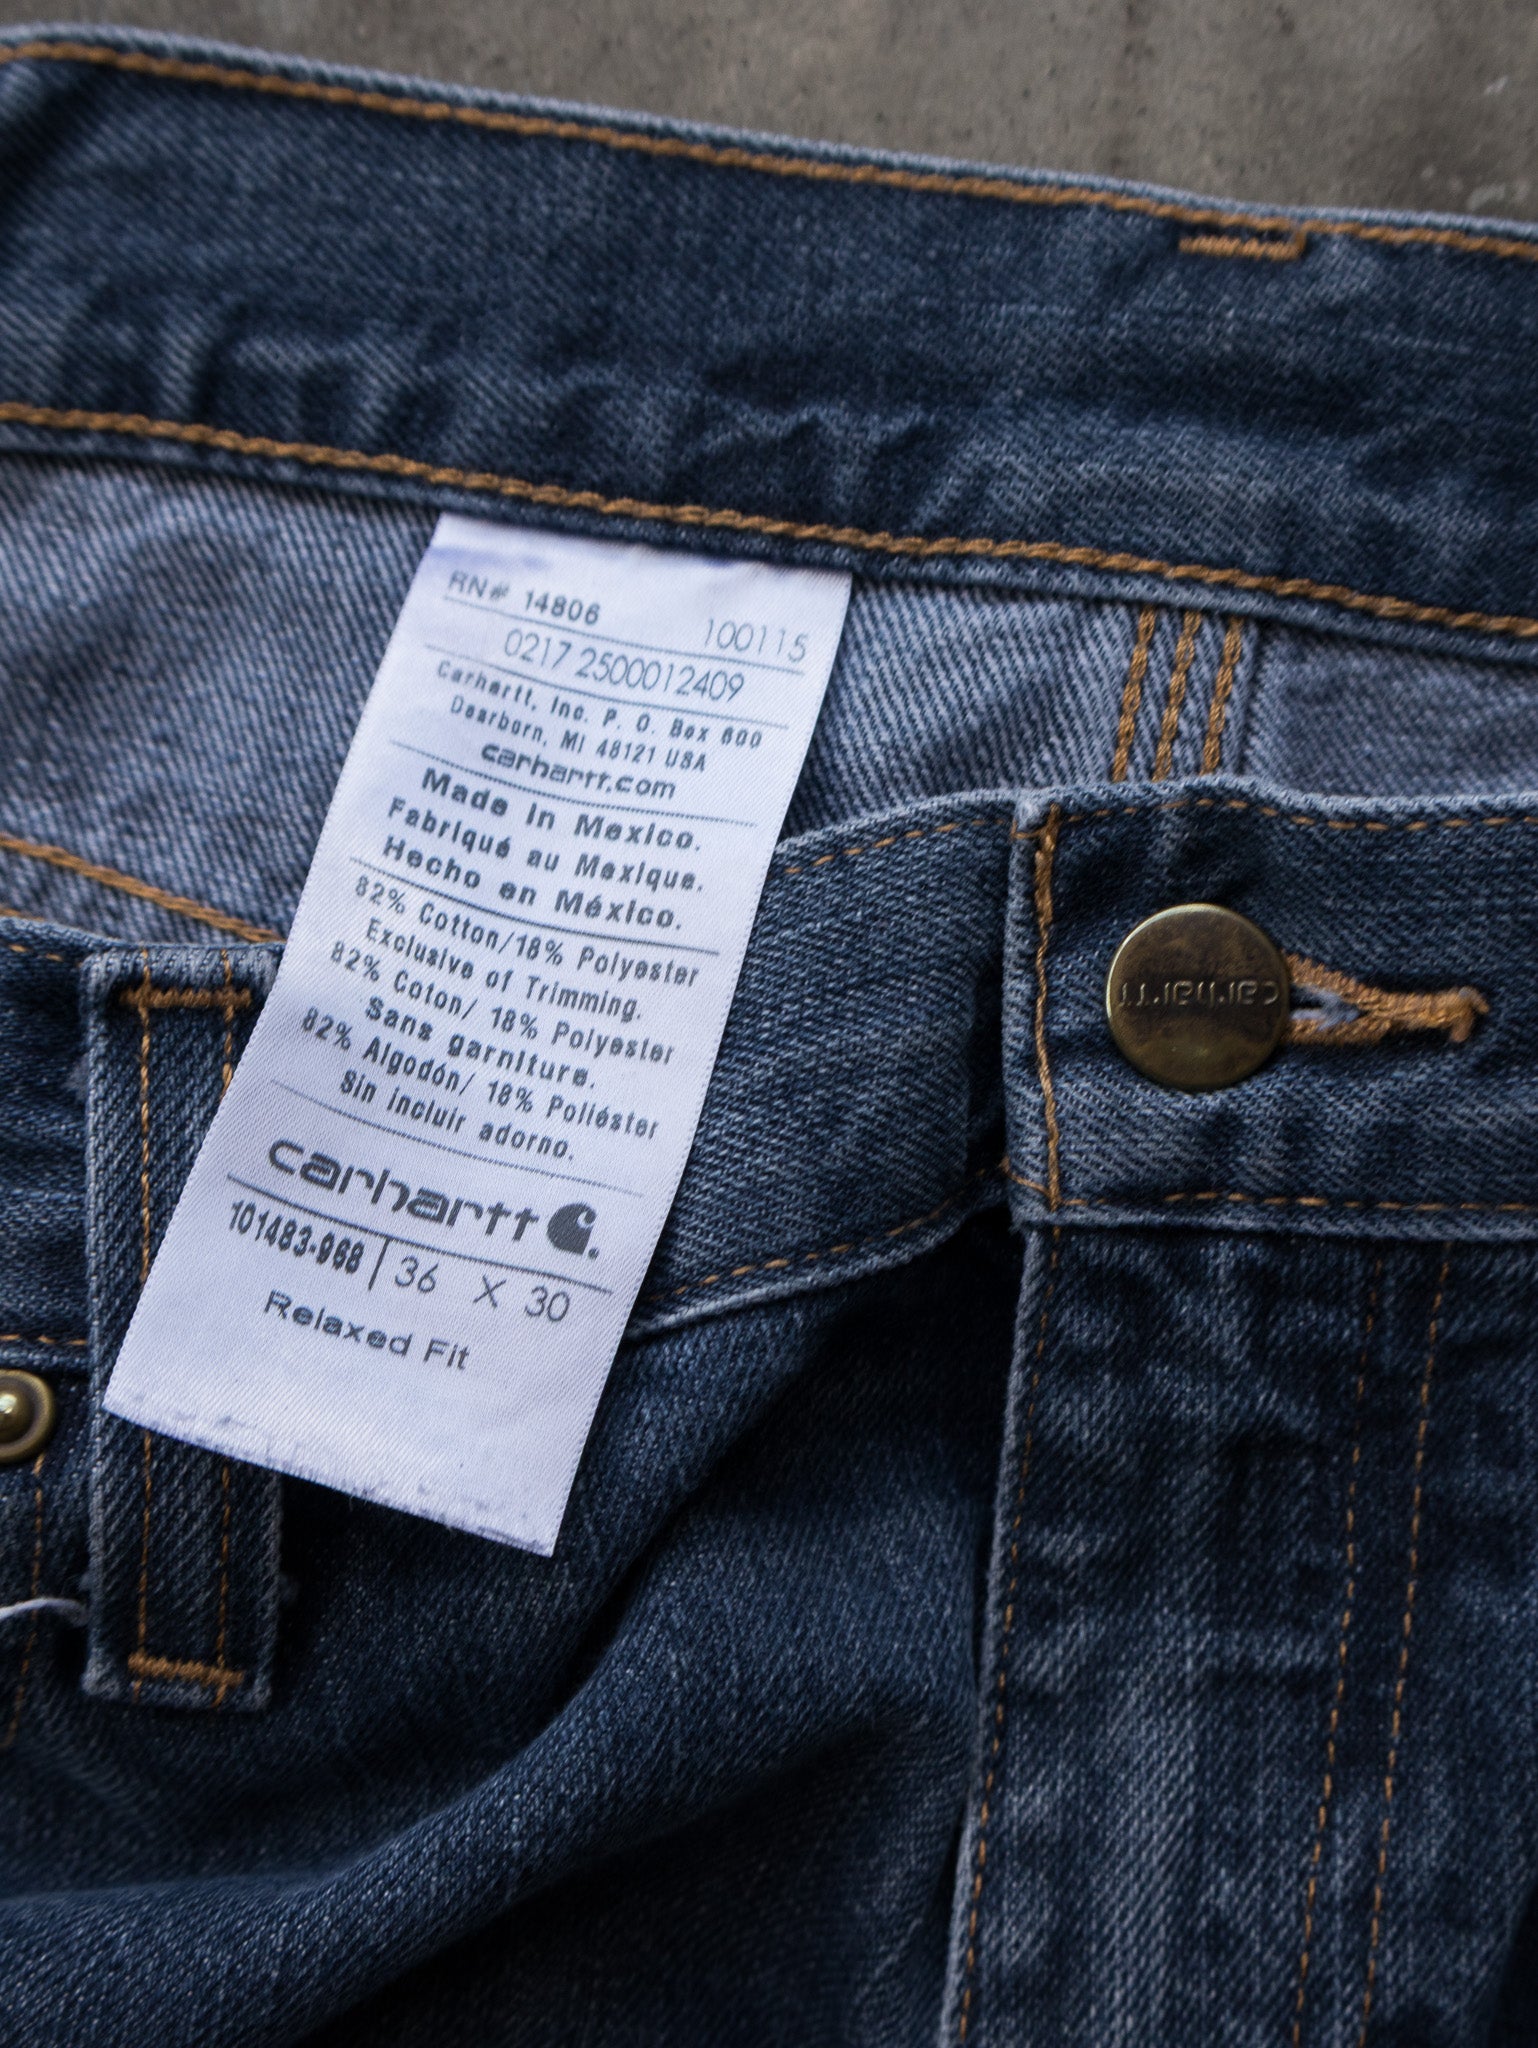 RN# 14806 100115
0217 2500012409
Carhartt, Inc. P. O. Box 600
Dearborn, MI 48121 USA
carhartt.com
Made in Mexico.
Fabriqué au Mexique.
Hecho en México.
82% Cotton/18% Polyester
Exclusive of Trimming.
82% Coton/ 18% Polyester
Sans garniture.
82% Algodón/ 18% Poliéster
Sin incluir adorno.
carhartt
101483-968 | 36 X 30
Relaxed Fit
carhartt